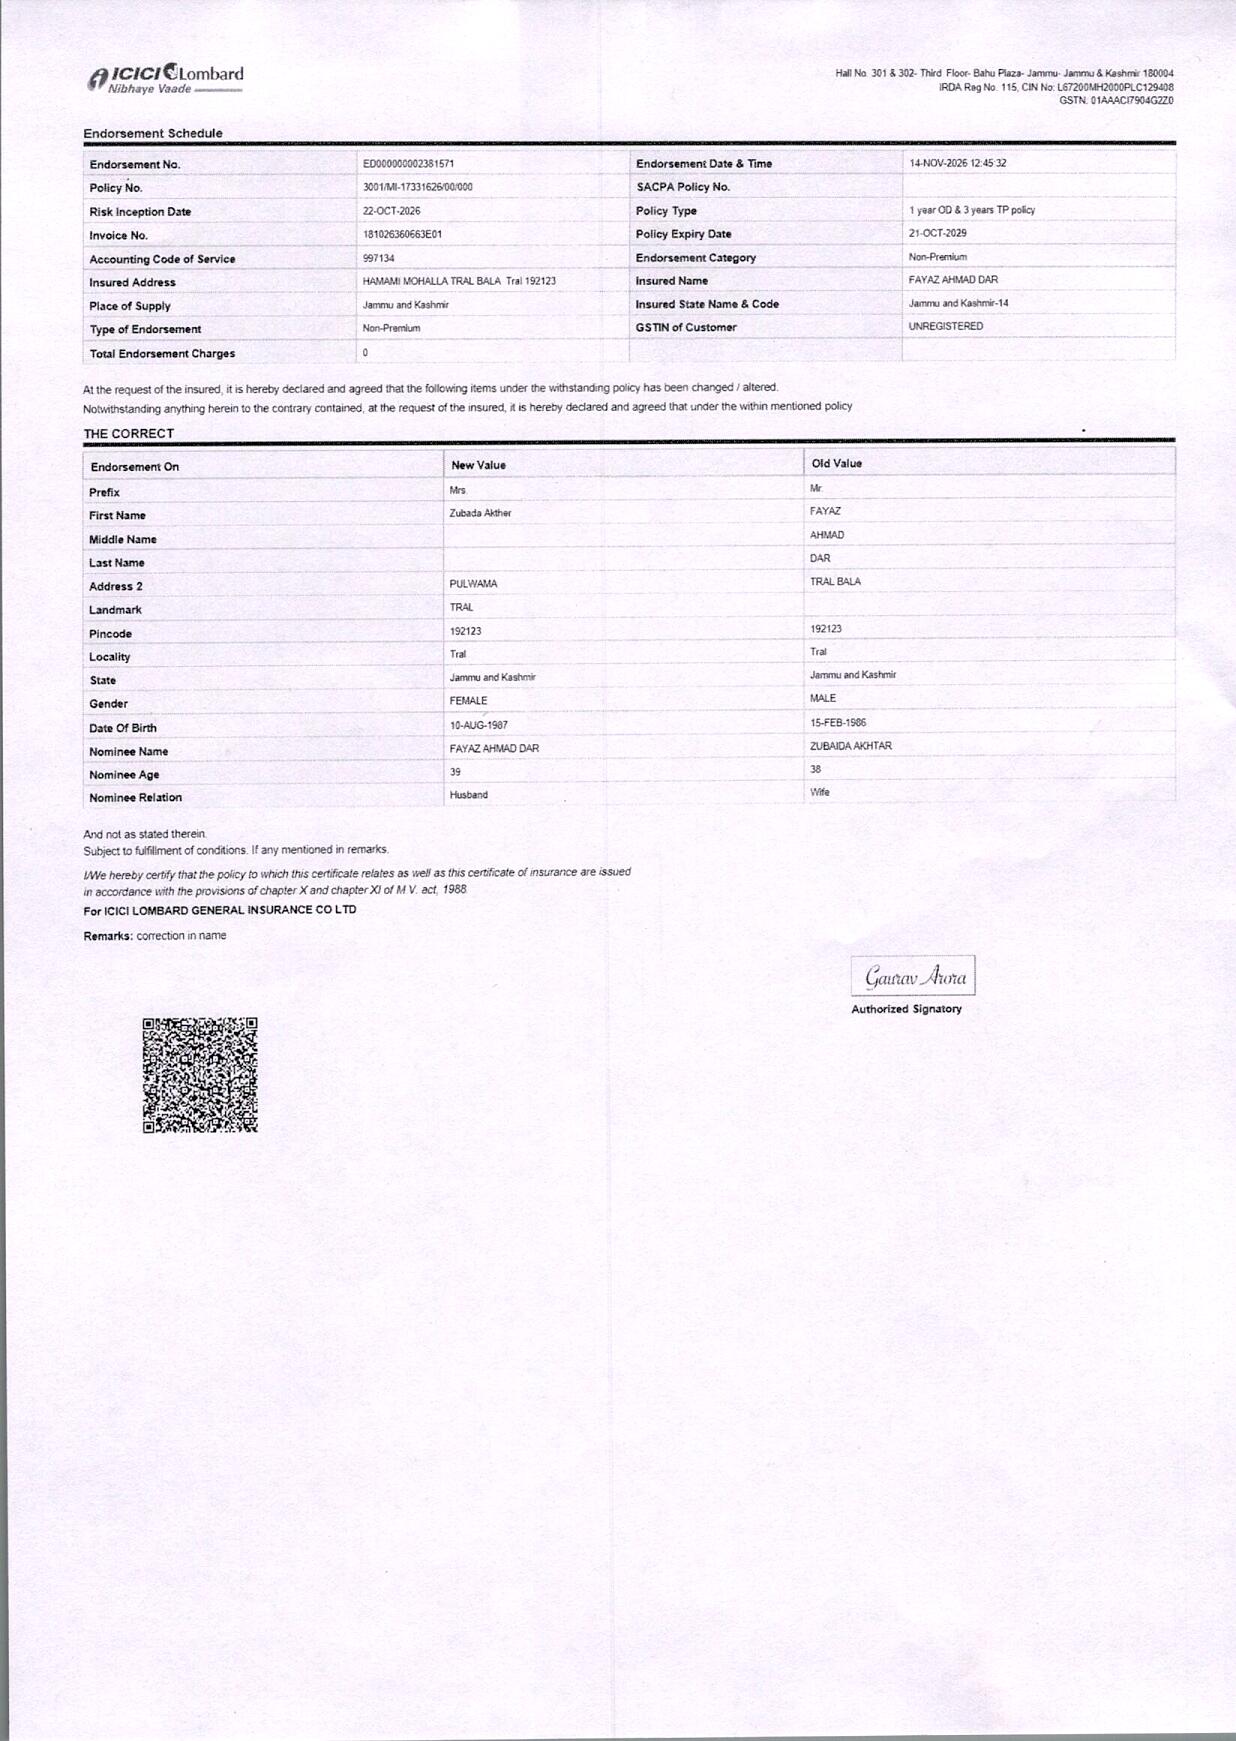 ICICI Lombard
Nibhaye Vaade
Hall No. 301 & 302- Third Floor- Bahu Plaza- Jammu- Jammu & Kashmir 180004
IRDA Reg No. 115, CIN No: L67200MH2000PLC129408
GSTN. 01AAACI7904G2Z0
Endorsement Schedule
Endorsement No. ED000000002381571 Endorsement Date & Time 14-NOV-2026 12:45:32
Policy No. 3001/MI-17331626/00/000 SACPA Policy No.
Risk Inception Date 22-OCT-2026 Policy Type 1 year OD & 3 years TP policy
Invoice No. 181026360663E01 Policy Expiry Date 21-OCT-2029
Accounting Code of Service 997134 Endorsement Category Non-Premium
Insured Address HAMAMI MOHALLA TRAL BALA Tral 192123 Insured Name FAYAZ AHMAD DAR
Place of Supply Jammu and Kashmir Insured State Name & Code Jammu and Kashmir-14
Type of Endorsement Non-Premium GSTIN of Customer UNREGISTERED
Total Endorsement Charges 0
At the request of the insured, it is hereby declared and agreed that the following items under the withstanding policy has been changed / altered.
Notwithstanding anything herein to the contrary contained, at the request of the insured, it is hereby declared and agreed that under the within mentioned policy
THE CORRECT
Endorsement On New Value Old Value
Prefix Mrs. Mr.
First Name Zubada Akther FAYAZ
Middle Name AHMAD
Last Name DAR
Address 2 PULWAMA TRAL BALA
Landmark TRAL
Pincode 192123 192123
Locality Tral Tral
State Jammu and Kashmir Jammu and Kashmir
Gender FEMALE MALE
Date Of Birth 10-AUG-1987 15-FEB-1986
Nominee Name FAYAZ AHMAD DAR ZUBAIDA AKHTAR
Nominee Age 39 38
Nominee Relation Husband Wife
And not as stated therein.
Subject to fulfillment of conditions. If any mentioned in remarks.
I/We hereby certify that the policy to which this certificate relates as well as this certificate of insurance are issued
in accordance with the provisions of chapter X and chapter XI of M.V. act, 1988
For ICICI LOMBARD GENERAL INSURANCE CO LTD
Remarks: correction in name
Gaurav Arora
Authorized Signatory